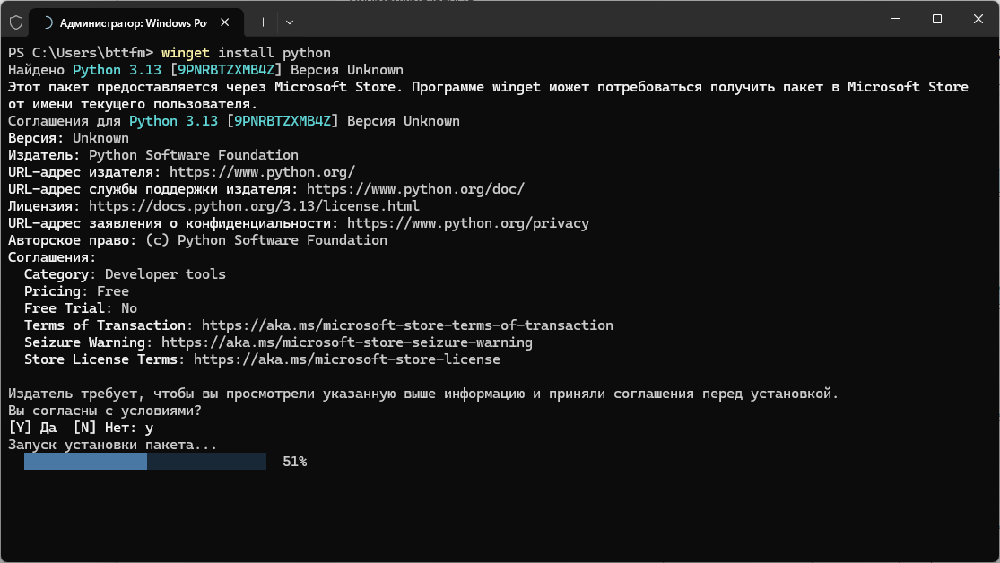 Администратор: Windows Po
PS C:\Users\bttfm> winget install python
Найдено Python 3.13 [9PNRBTZXMB4Z] Версия Unknown
Этот пакет предоставляется через Microsoft Store. Программе winget может потребоваться получить пакет в Microsoft Store
от имени текущего пользователя.
Соглашения для Python 3.13 [9PNRBTZXMB4Z] Версия Unknown
Версия: Unknown
Издатель: Python Software Foundation
URL-адрес издателя: https://www.python.org/
URL-адрес службы поддержки издателя: https://www.python.org/doc/
Лицензия: https://docs.python.org/3.13/license.html
URL-адрес заявления о конфиденциальности: https://www.python.org/privacy
Авторское право: (c) Python Software Foundation
Соглашения:
Category: Developer tools
Pricing: Free
Free Trial: No
Terms of Transaction: https://aka.ms/microsoft-store-terms-of-transaction
Seizure Warning: https://aka.ms/microsoft-store-seizure-warning
Store License Terms: https://aka.ms/microsoft-store-license
Издатель требует, чтобы вы просмотрели указанную выше информацию и приняли соглашения перед установкой.
Вы согласны с условиями?
[Y] Да  [N] Нет: y
Запуск установки пакета...
51%